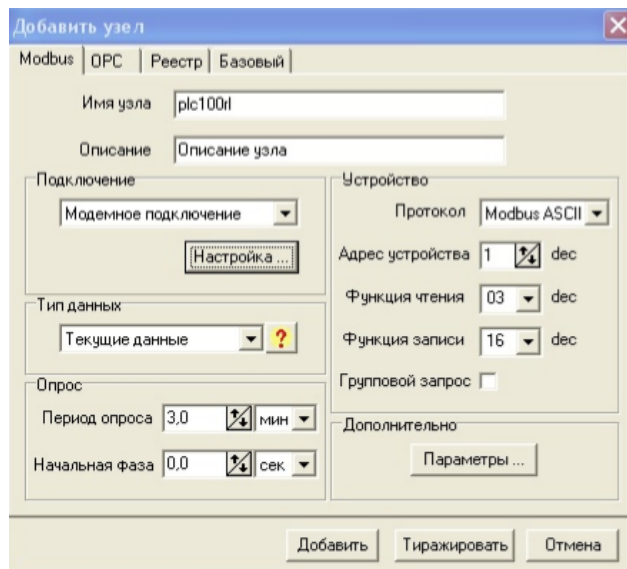 Добавить узел
Modbus OPC Реестр Базовый
Имя узла plc100rl
Описание Описание узла
Подключение
Модемное подключение
Настройка ...
Тип данных
Текущие данные ?
Опрос
Период опроса 3,0 мин
Начальная фаза 0,0 сек
Устройство
Протокол Modbus ASCII
Адрес устройства 1 dec
Функция чтения 03 dec
Функция записи 16 dec
Групповой запрос
Дополнительно
Параметры ...
Добавить Тиражировать Отмена